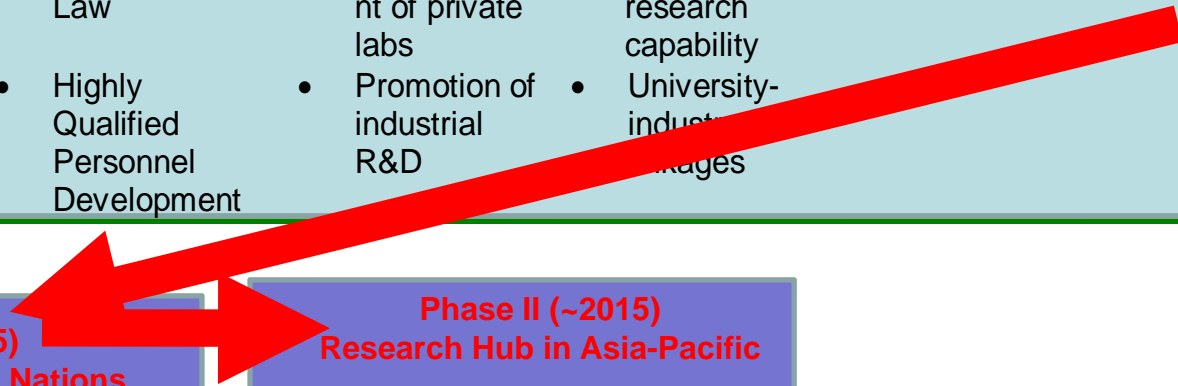 Law
• Highly
Qualified
Personnel
Development
nt of private
labs
• Promotion of
industrial
R&D
research
capability
• University-
Phase II (~2015)
Research Hub in Asia-Pacific
5)
Nations